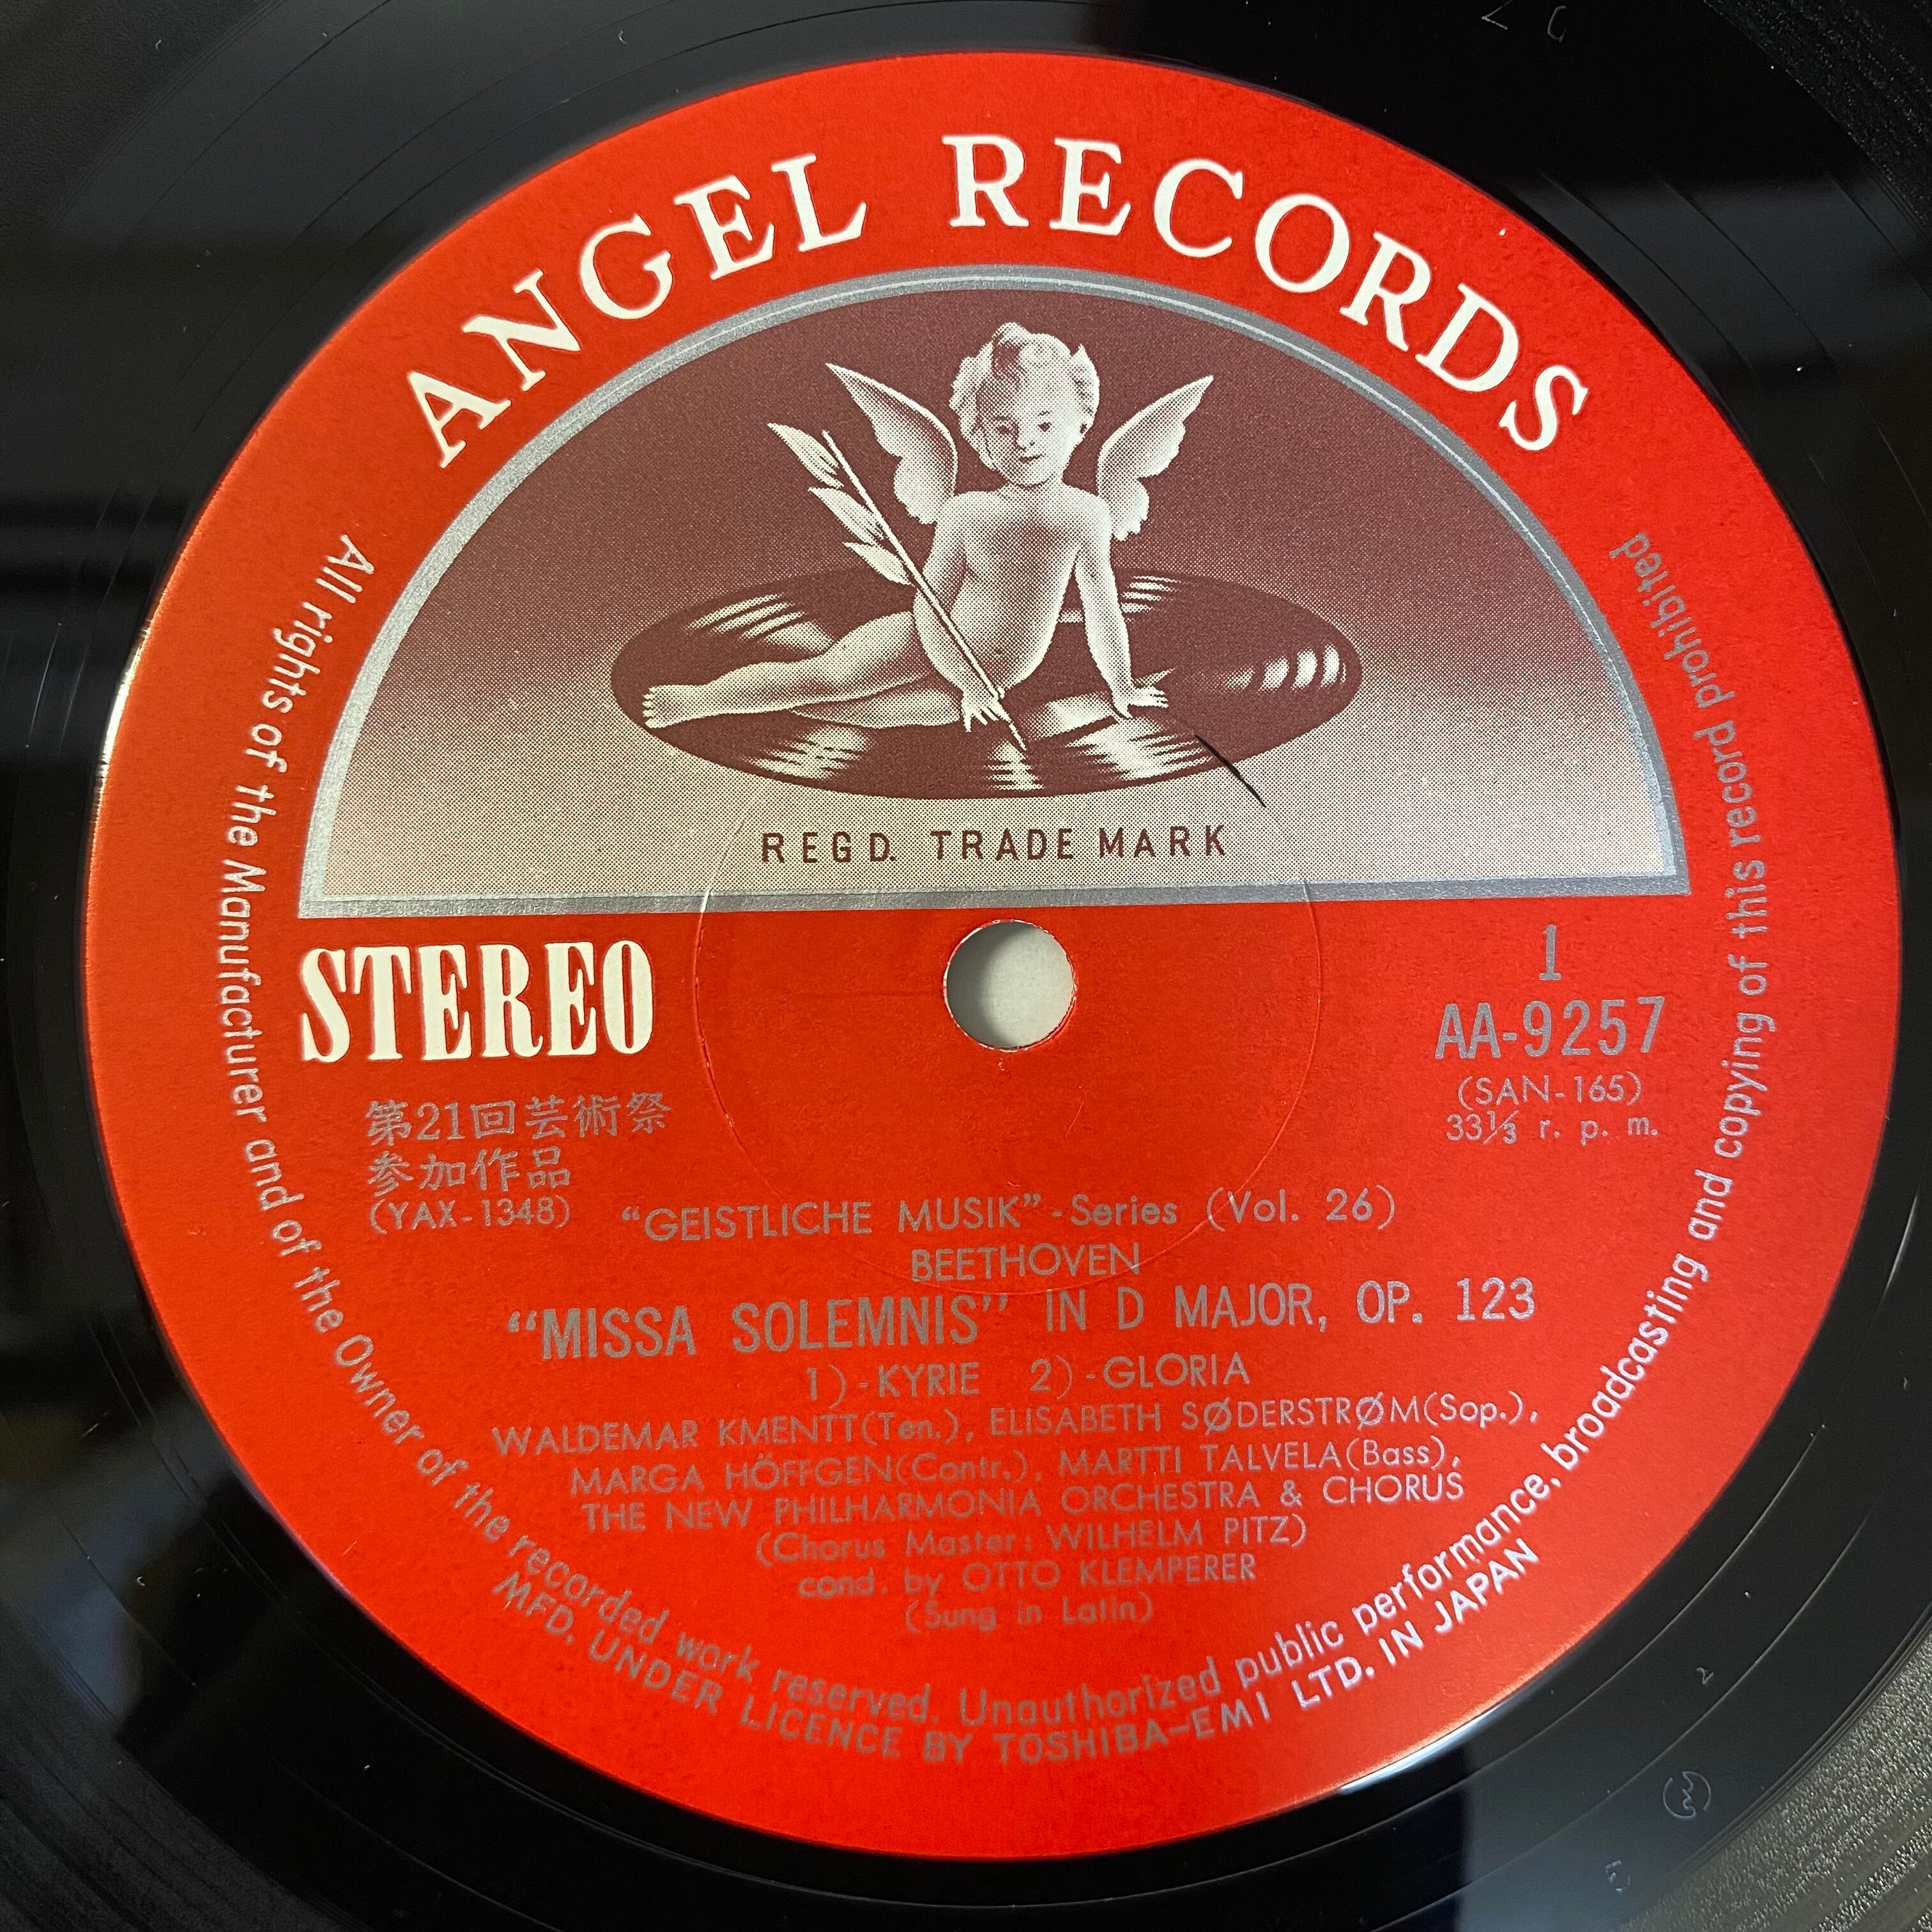 ANGEL RECORDS
REGD. TRADE MARK
STEREO
1
AA-9257
(SAN-165)
33⅓ r. p. m.
第21回芸術祭
参加作品
(YAX-1348)
“GEISTLICHE MUSIK”-Series (Vol. 26)
BEETHOVEN
“MISSA SOLEMNIS” IN D MAJOR, OP. 123
1)-KYRIE 2)-GLORIA
WALDEMAR KMENTT(Ten.), ELISABETH SØDERSTRØM(Sop.),
MARGA HÖFFGEN(Contr.), MARTTI TALVELA(Bass),
THE NEW PHILHARMONIA ORCHESTRA & CHORUS
(Chorus Master: WILHELM PITZ)
cond. by OTTO KLEMPERER
(Sung in Latin)
All rights of the Manufacturer and of the Owner of the recorded work reserved. Unauthorized public performance, broadcasting and copying of this record prohibited
MFD. UNDER LICENCE BY TOSHIBA-EMI LTD. IN JAPAN